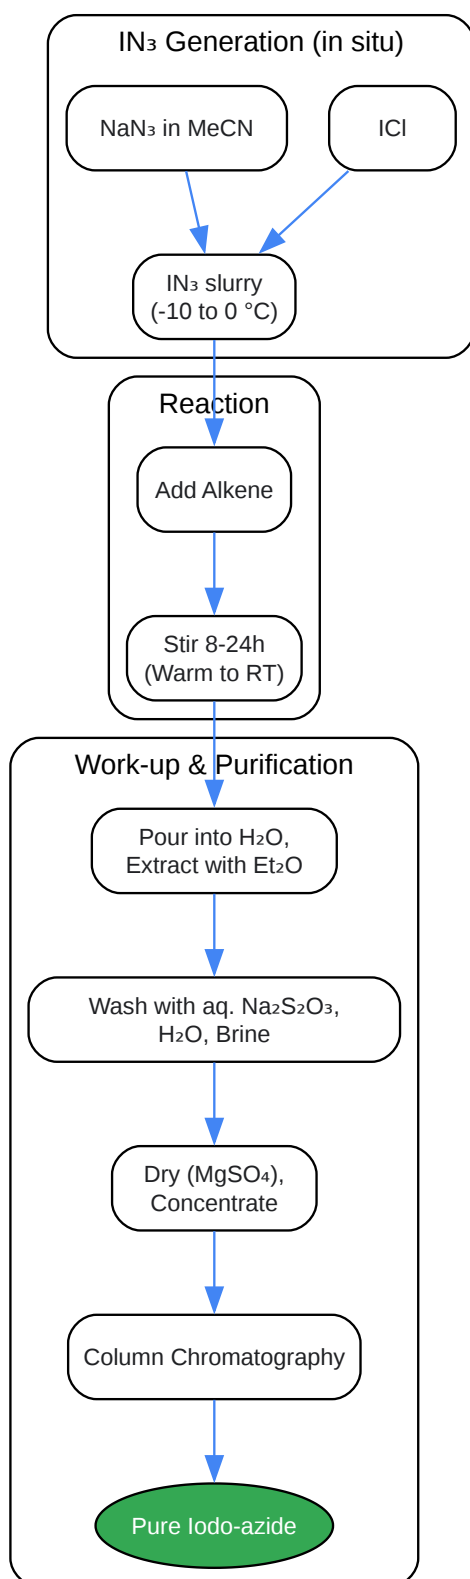 IN₃ Generation (in situ)
NaN₃ in MeCN
ICl
IN₃ slurry
(-10 to 0 °C)
Reaction
Add Alkene
Stir 8-24h
(Warm to RT)
Work-up & Purification
Pour into H₂O,
Extract with Et₂O
Wash with aq. Na₂S₂O₃,
H₂O, Brine
Dry (MgSO₄),
Concentrate
Column Chromatography
Pure Iodo-azide